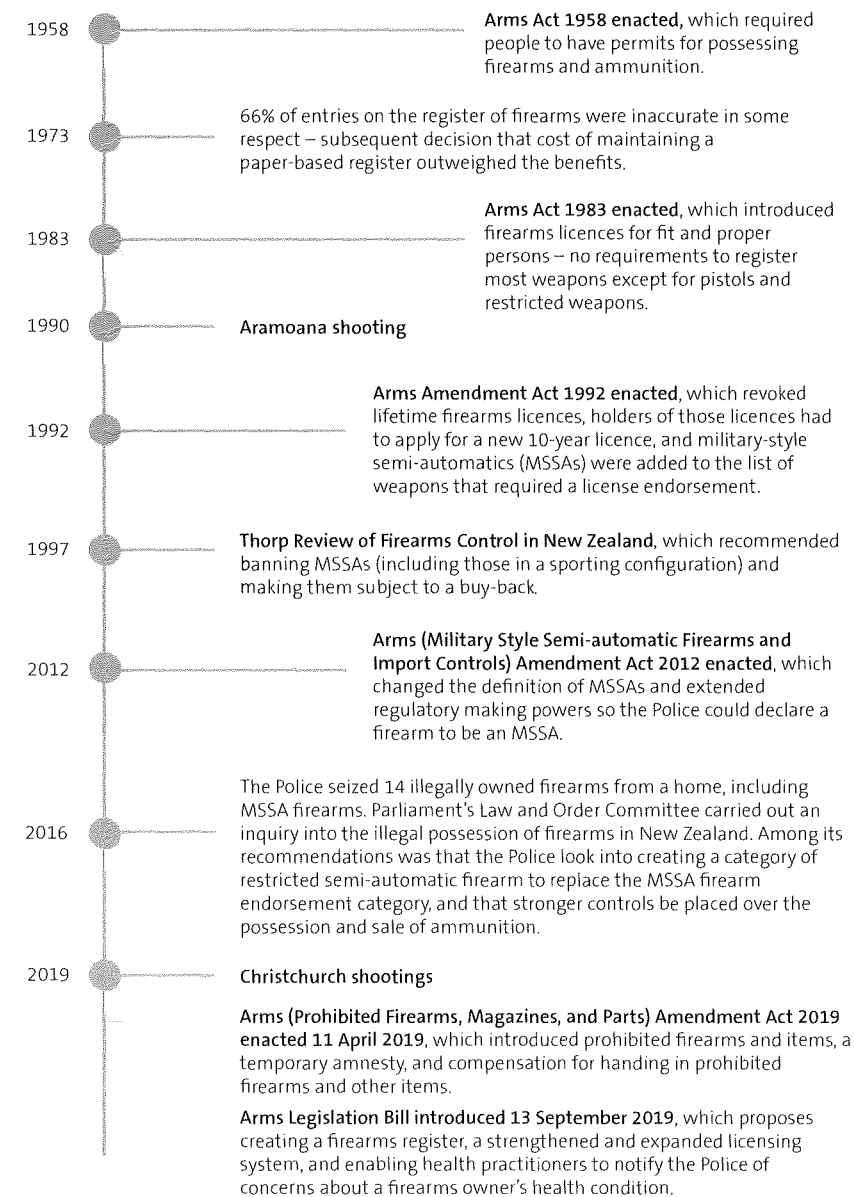 1958
Arms Act 1958 enacted, which required
people to have permits for possessing
firearms and ammunition.
1973
66% of entries on the register of firearms were inaccurate in some
respect – subsequent decision that cost of maintaining a
paper-based register outweighed the benefits.
1983
Arms Act 1983 enacted, which introduced
firearms licences for fit and proper
persons – no requirements to register
most weapons except for pistols and
restricted weapons.
1990
Aramoana shooting
1992
Arms Amendment Act 1992 enacted, which revoked
lifetime firearms licences, holders of those licences had
to apply for a new 10-year licence, and military-style
semi-automatics (MSSAs) were added to the list of
weapons that required a license endorsement.
1997
Thorp Review of Firearms Control in New Zealand, which recommended
banning MSSAs (including those in a sporting configuration) and
making them subject to a buy-back.
2012
Arms (Military Style Semi-automatic Firearms and
Import Controls) Amendment Act 2012 enacted, which
changed the definition of MSSAs and extended
regulatory making powers so the Police could declare a
firearm to be an MSSA.
2016
The Police seized 14 illegally owned firearms from a home, including
MSSA firearms. Parliament's Law and Order Committee carried out an
inquiry into the illegal possession of firearms in New Zealand. Among its
recommendations was that the Police look into creating a category of
restricted semi-automatic firearm to replace the MSSA firearm
endorsement category, and that stronger controls be placed over the
possession and sale of ammunition.
2019
Christchurch shootings
Arms (Prohibited Firearms, Magazines, and Parts) Amendment Act 2019
enacted 11 April 2019, which introduced prohibited firearms and items, a
temporary amnesty, and compensation for handing in prohibited
firearms and other items.
Arms Legislation Bill introduced 13 September 2019, which proposes
creating a firearms register, a strengthened and expanded licensing
system, and enabling health practitioners to notify the Police of
concerns about a firearms owner's health condition.